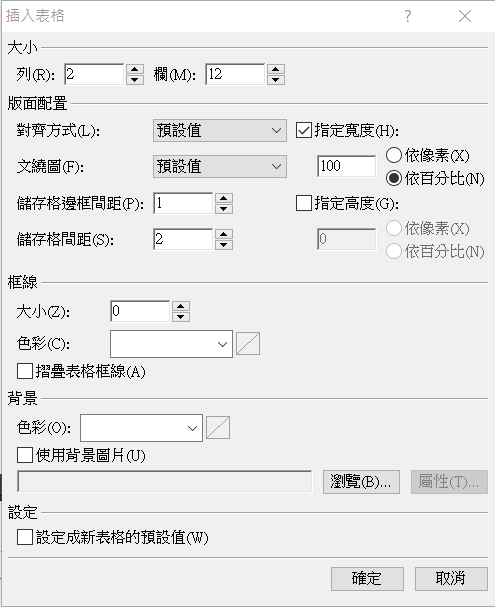 插入表格
大小
列(R): 2 欄(M): 12
版面配置
對齊方式(L): 預設值 指定寬度(H):
文繞圖(F): 預設值 100 依像素(X)
依百分比(N)
儲存格邊框間距(P): 1 指定高度(G):
儲存格間距(S): 2 0 依像素(X)
依百分比(N)
框線
大小(Z): 0
色彩(C):
摺疊表格框線(A)
背景
色彩(O):
使用背景圖片(U)
瀏覽(B)... 屬性(T)...
設定
設定成新表格的預設值(W)
確定 取消